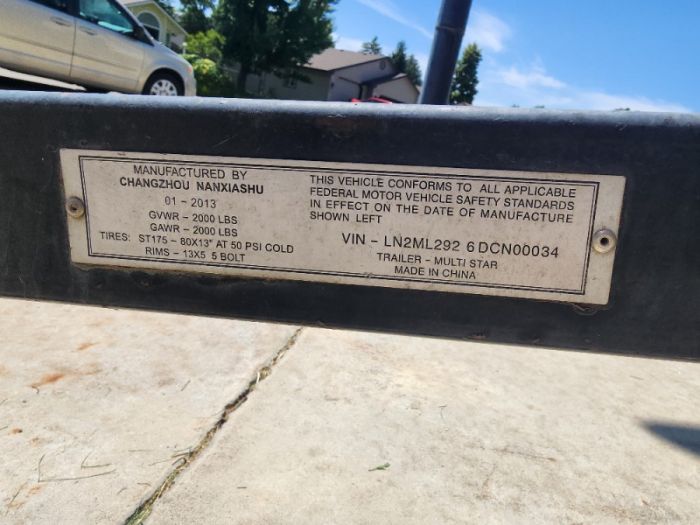 MANUFACTURED BY
CHANGZHOU NANXIASHU
01 - 2013
GVWR - 2000 LBS
GAWR - 2000 LBS
TIRES: ST175 - 80X13" AT 50 PSI COLD
RIMS - 13X5 5 BOLT
THIS VEHICLE CONFORMS TO ALL APPLICABLE
FEDERAL MOTOR VEHICLE SAFETY STANDARDS
IN EFFECT ON THE DATE OF MANUFACTURE
SHOWN LEFT
VIN - LN2ML292 6 DCN00034
TRAILER - MULTI STAR
MADE IN CHINA